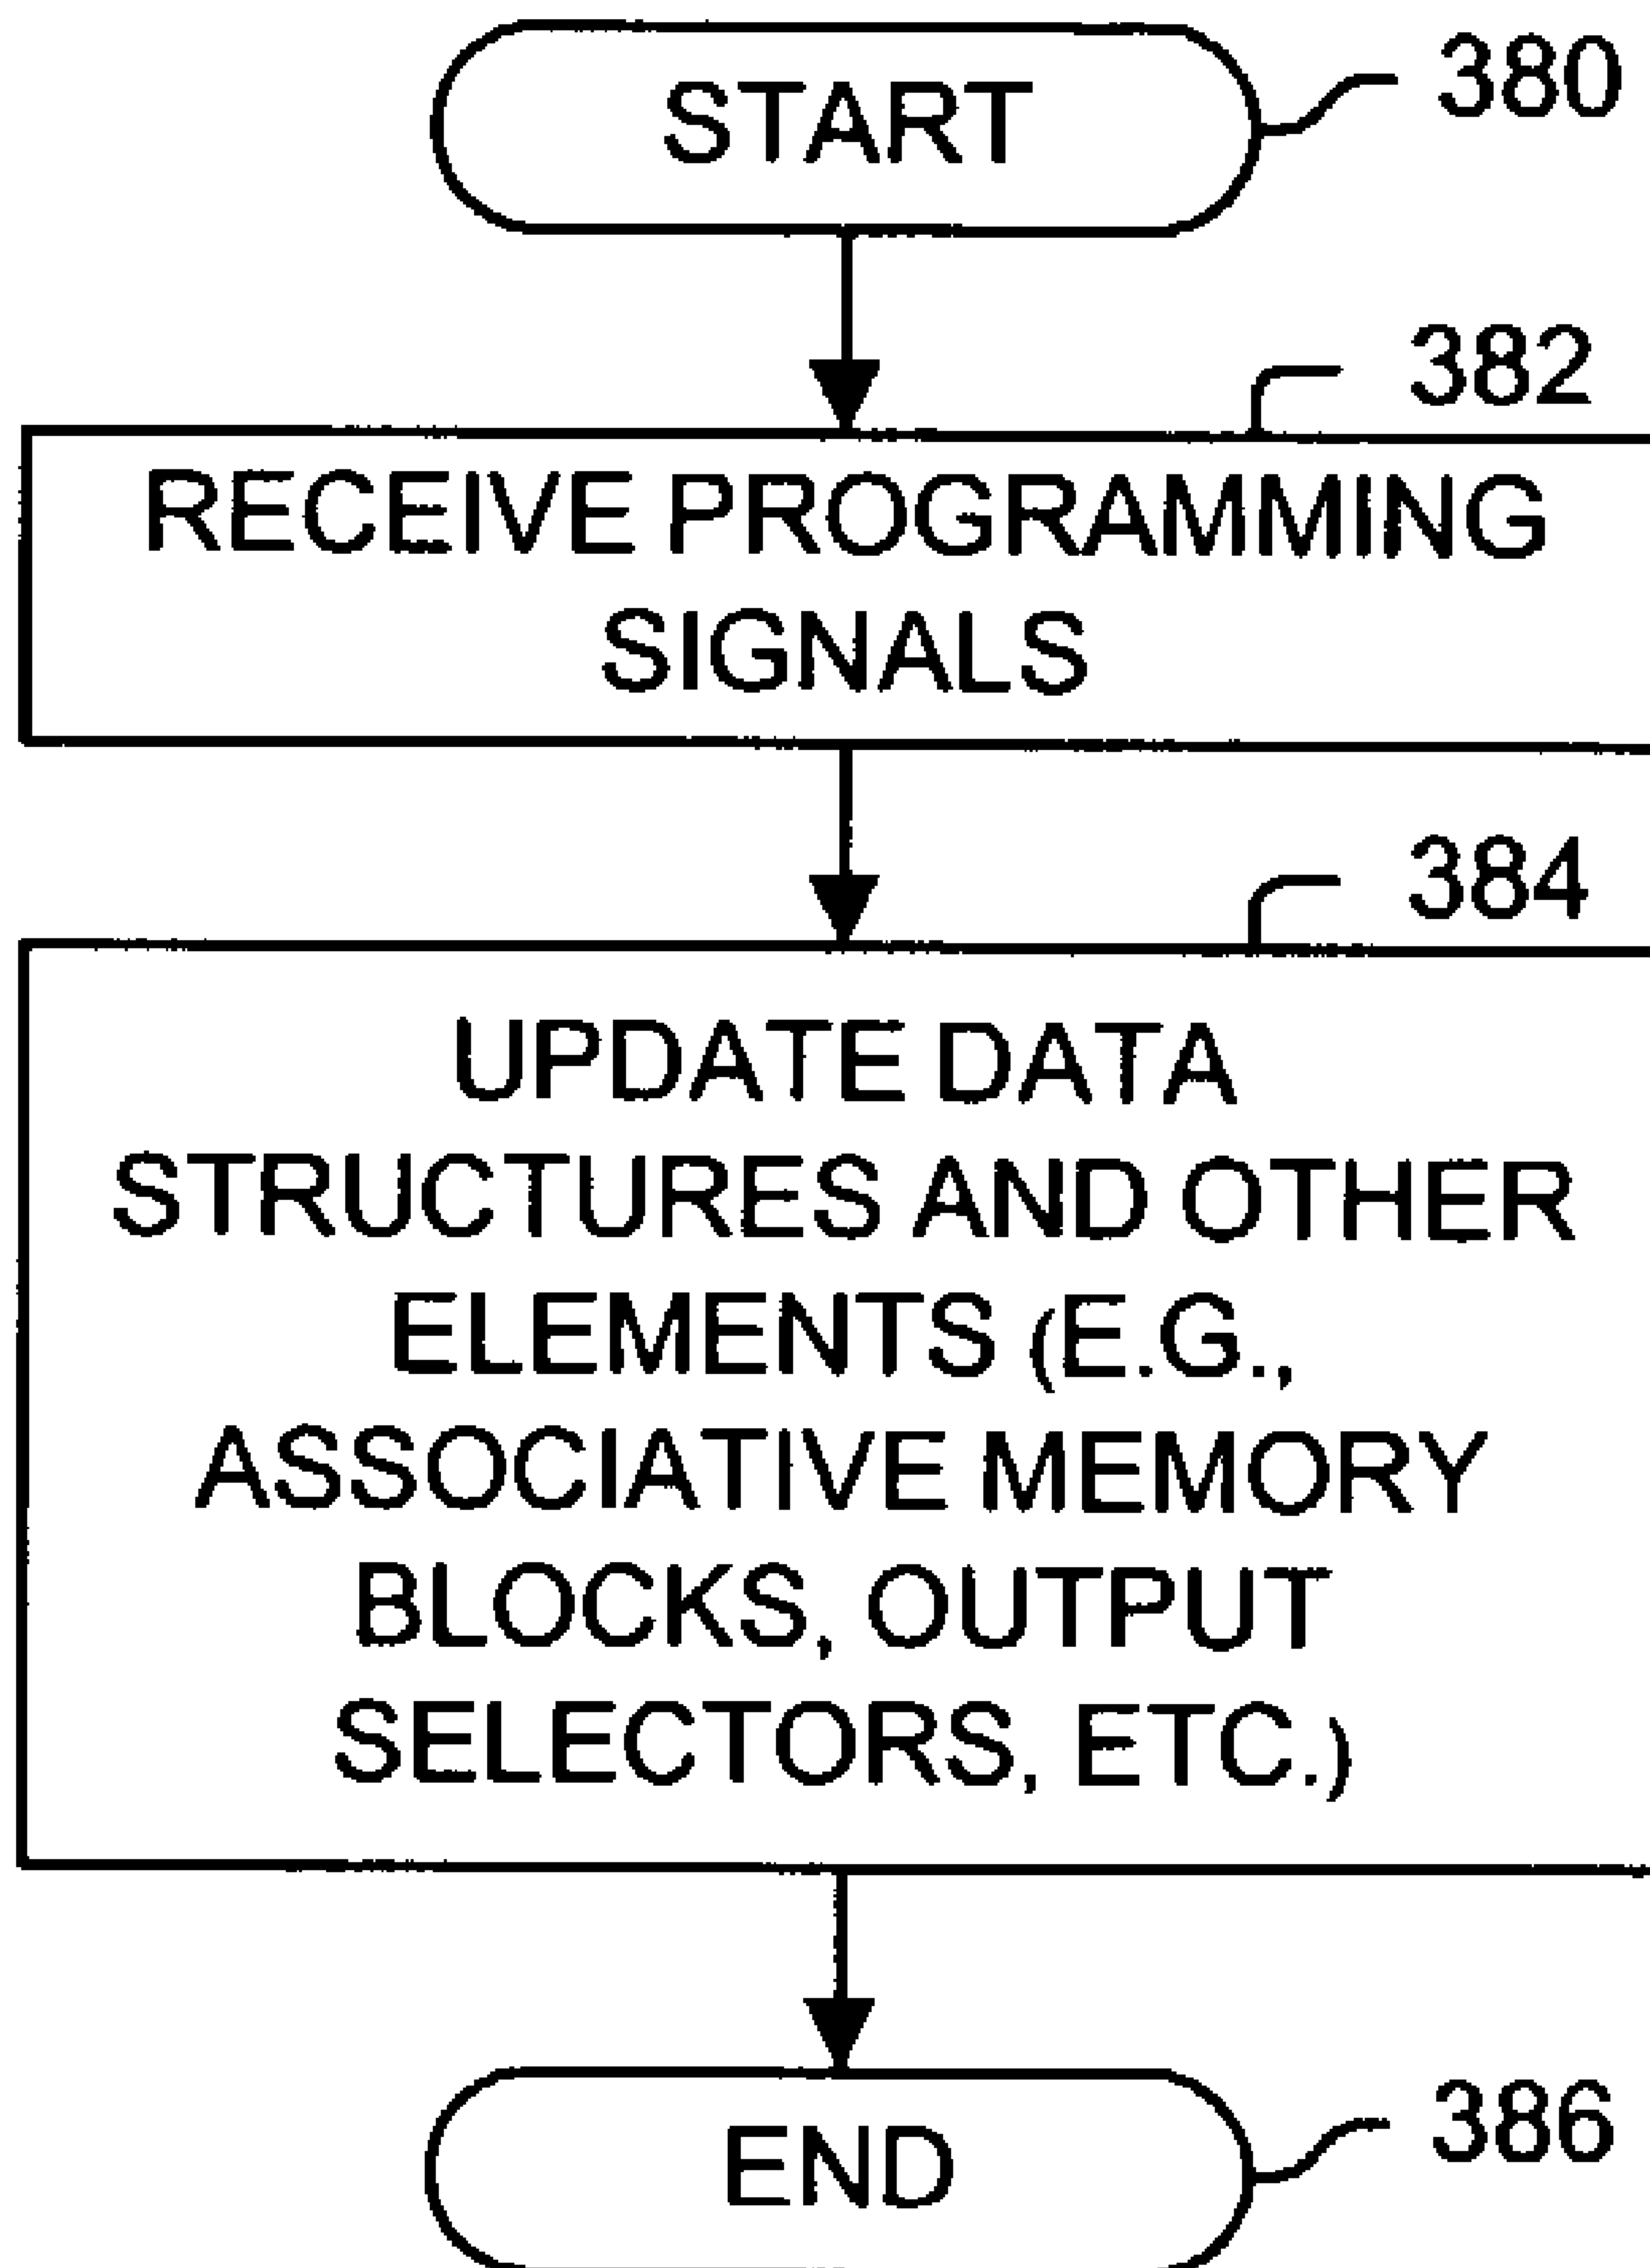 START
380
382
RECEIVE PROGRAMMING
SIGNALS
384
UPDATE DATA
STRUCTURES AND OTHER
ELEMENTS (E.G.,
ASSOCIATIVE MEMORY
BLOCKS, OUTPUT
SELECTORS, ETC.)
END
386